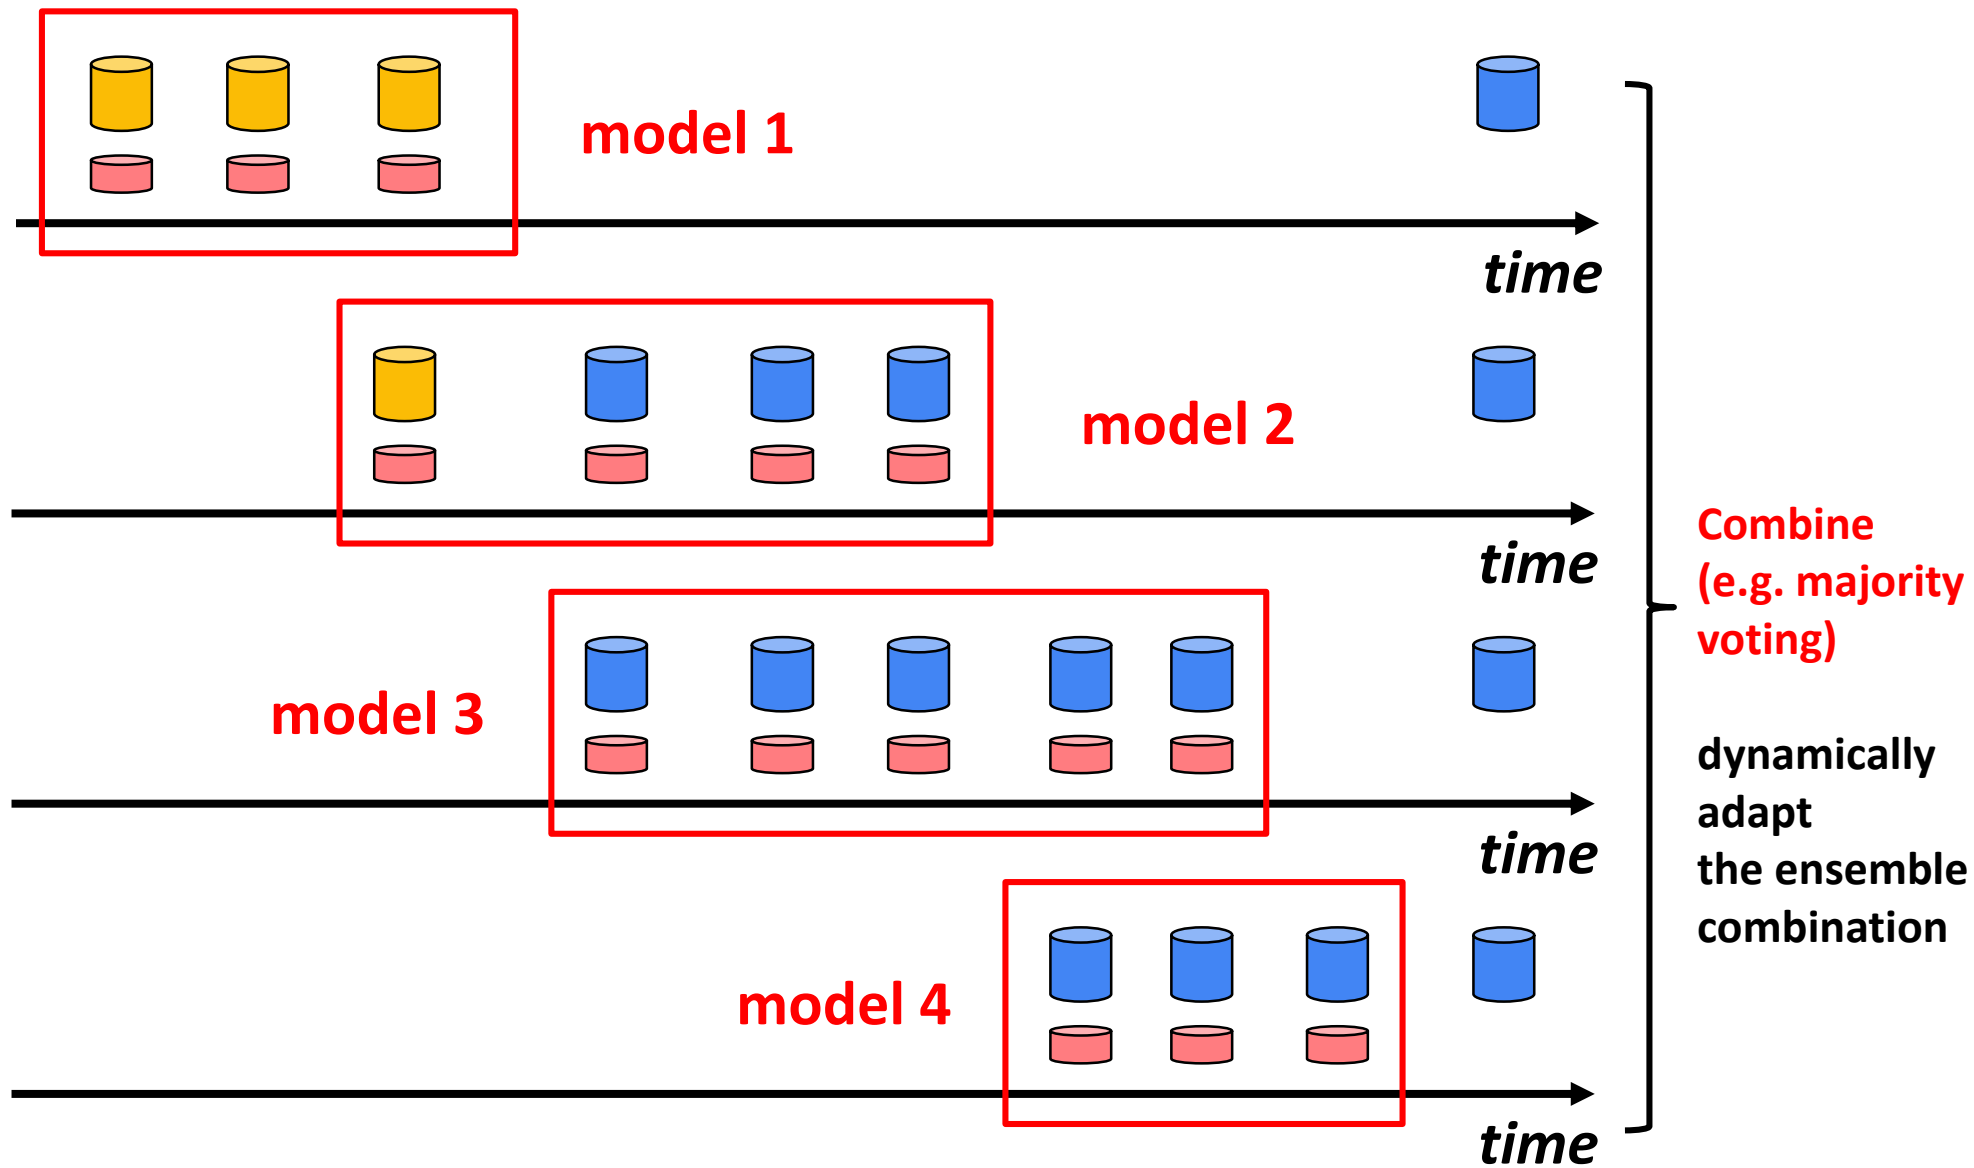 model 1
time
model 2
time
model 3
time
model 4
time
Combine
(e.g. majority
voting)
dynamically
adapt
the ensemble
combination